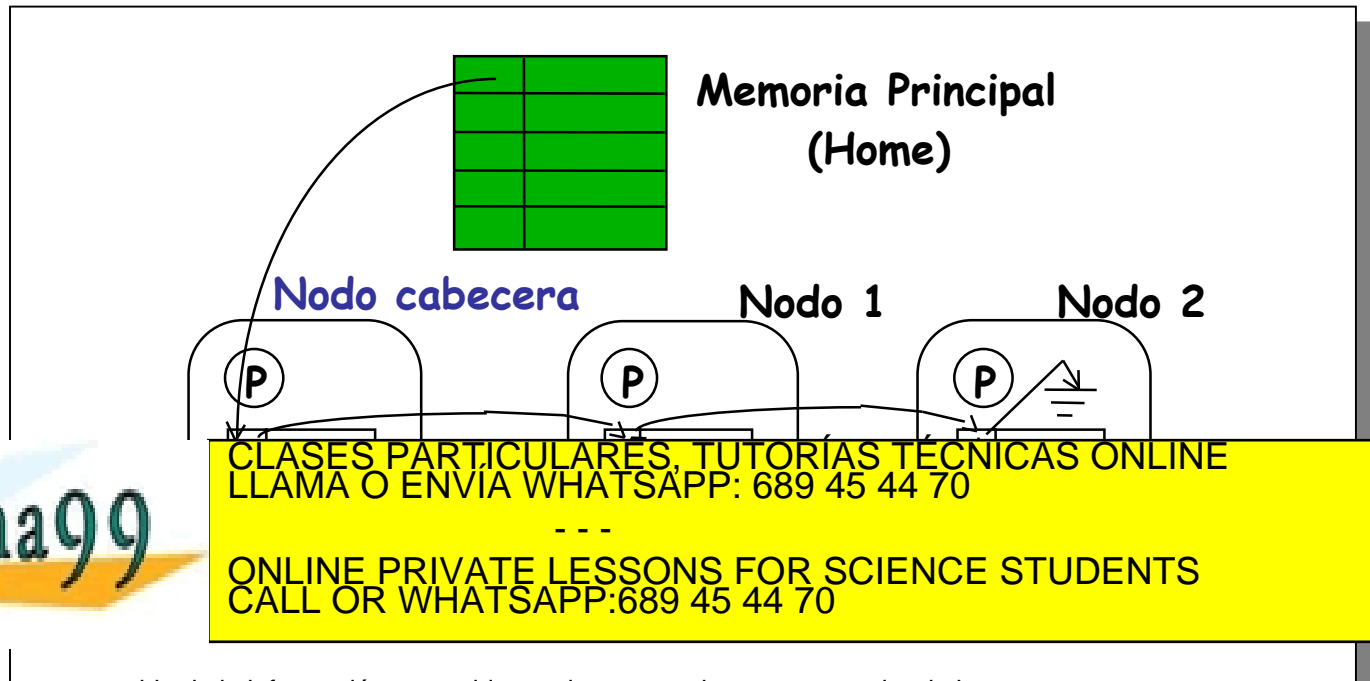 Memoria Principal
(Home)
Nodo cabecera
Nodo 1
Nodo 2
P
P
P
CLASES PARTICULARES, TUTORÍAS TÉCNICAS ONLINE
LLAMA O ENVÍA WHATSAPP: 689 45 44 70
- - -
ONLINE PRIVATE LESSONS FOR SCIENCE STUDENTS
CALL OR WHATSAPP:689 45 44 70
a99